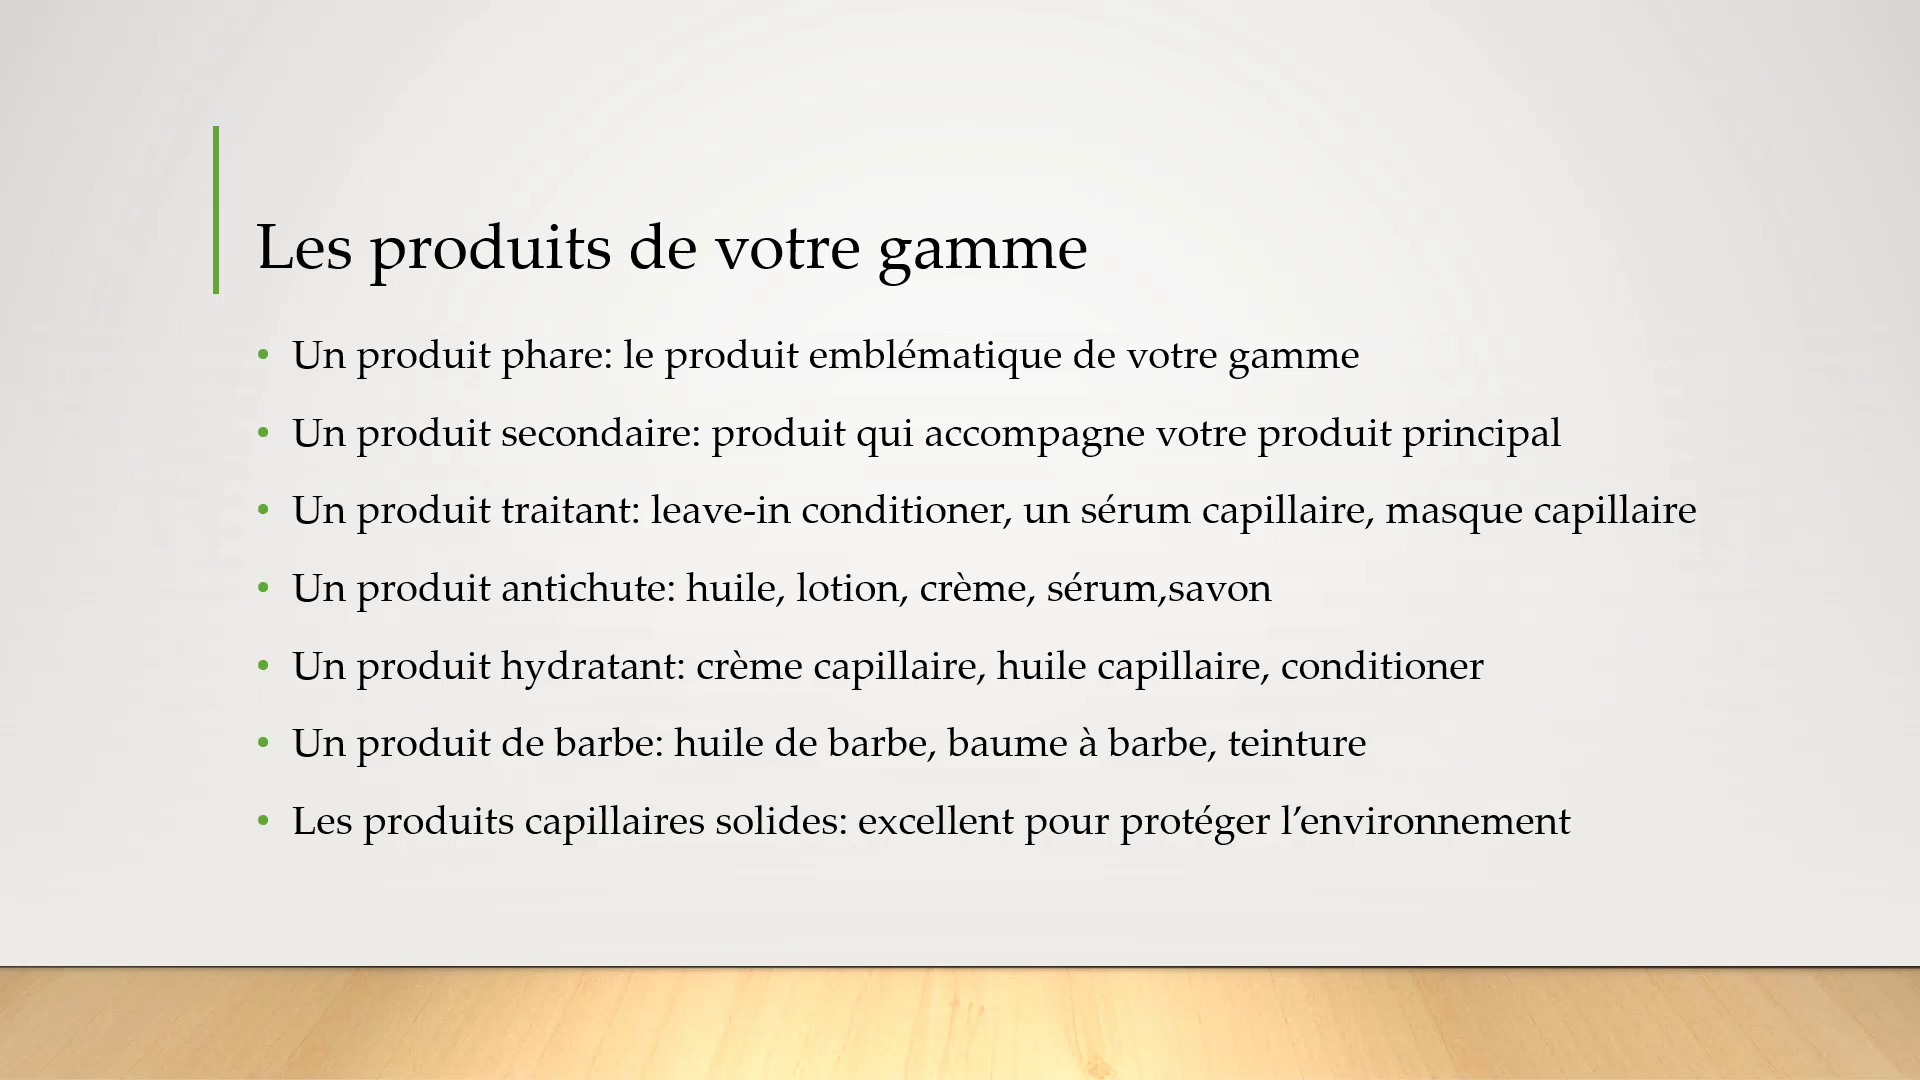 Les produits de votre gamme
• Un produit phare: le produit emblématique de votre gamme
• Un produit secondaire: produit qui accompagne votre produit principal
• Un produit traitant: leave-in conditioner, un sérum capillaire, masque capillaire
• Un produit antichute: huile, lotion, crème, sérum,savon
• Un produit hydratant: crème capillaire, huile capillaire, conditioner
• Un produit de barbe: huile de barbe, baume à barbe, teinture
• Les produits capillaires solides: excellent pour protéger l’environnement